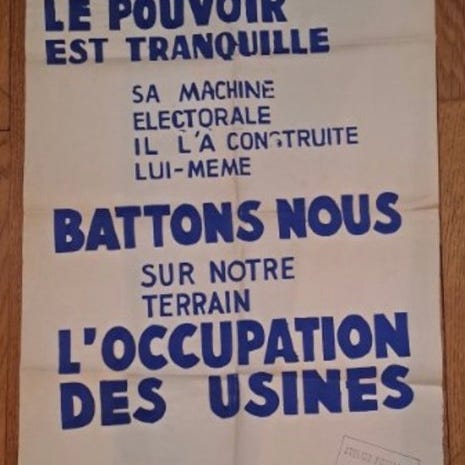 LE POUVOIR
EST TRANQUILLE
SA MACHINE
ELECTORALE
IL L'A CONSTRUITE
LUI-MEME
BATTONS NOUS
SUR NOTRE
TERRAIN
L'OCCUPATION
DES USINES
ATELIER